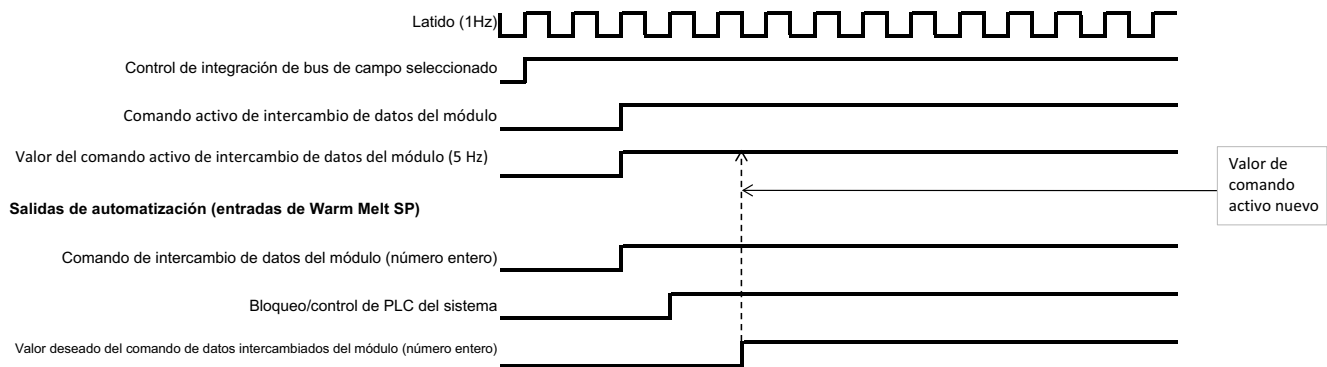 Latido (1Hz)
Control de integración de bus de campo seleccionado
Comando activo de intercambio de datos del módulo
Valor del comando activo de intercambio de datos del módulo (5 Hz)
Valor de
comando
activo nuevo
Salidas de automatización (entradas de Warm Melt SP)
Comando de intercambio de datos del módulo (número entero)
Bloqueo/control de PLC del sistema
Valor deseado del comando de datos intercambiados del módulo (número entero)